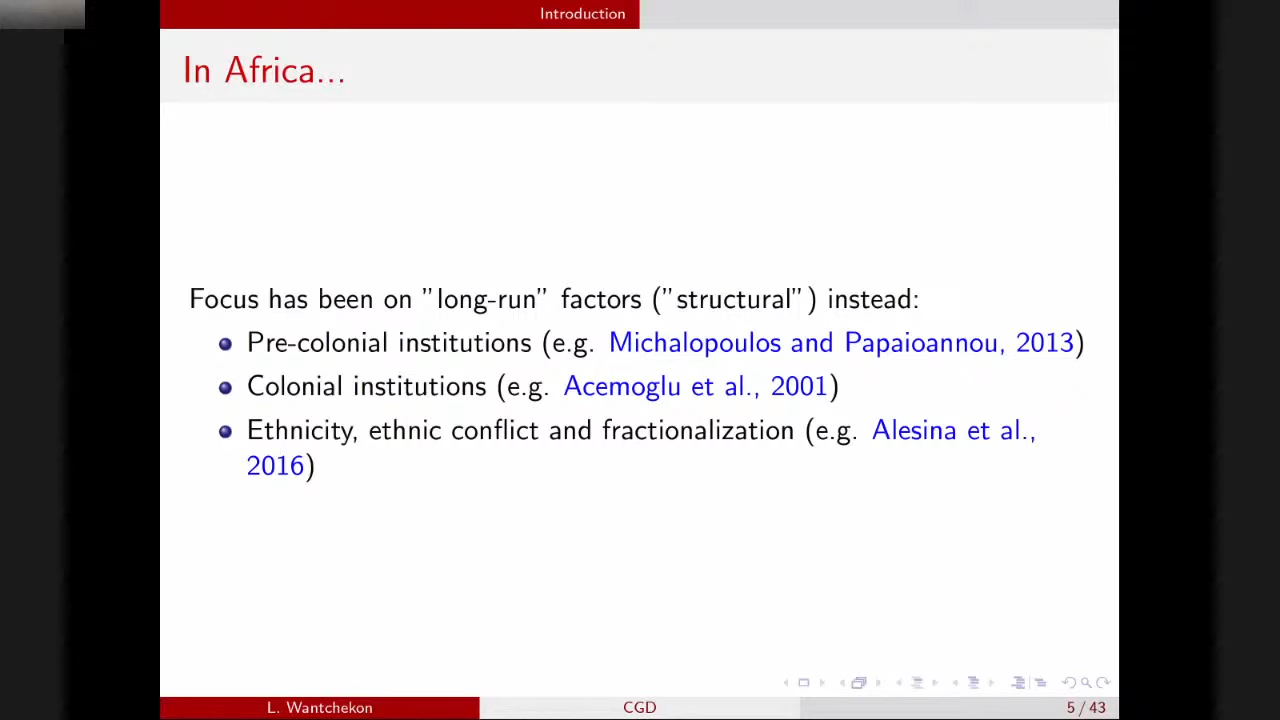 Introduction
In Africa...
Focus has been on ”long-run” factors (”structural”) instead:
Pre-colonial institutions (e.g. Michalopoulos and Papaioannou, 2013)
Colonial institutions (e.g. Acemoglu et al., 2001)
Ethnicity, ethnic conflict and fractionalization (e.g. Alesina et al.,
2016)
L. Wantchekon
CGD
5 / 43